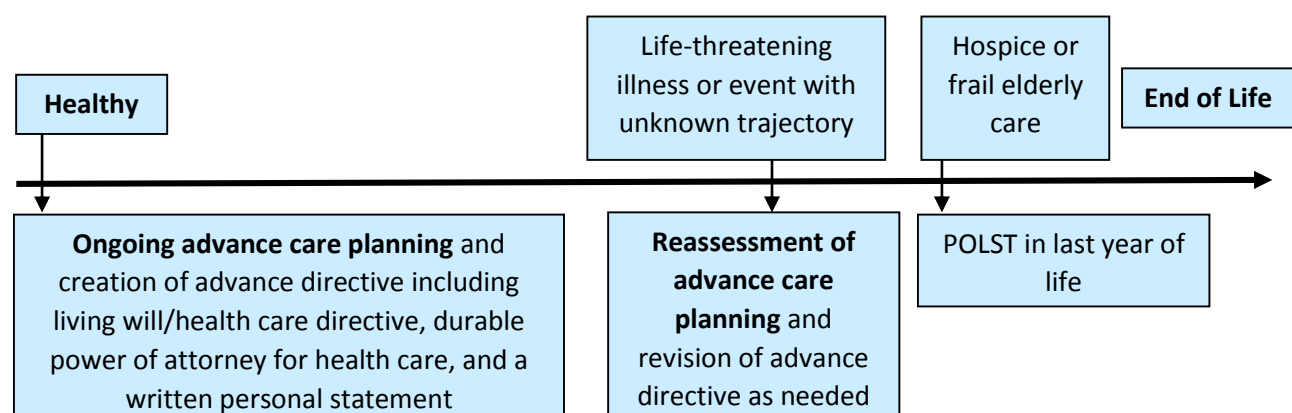 Healthy
Life-threatening
illness or event with
unknown trajectory
Hospice or
frail elderly
care
End of Life
Ongoing advance care planning and
creation of advance directive including
living will/health care directive, durable
power of attorney for health care, and a
written personal statement
Reassessment of
advance care
planning and
revision of advance
directive as needed
POLST in last year of
life